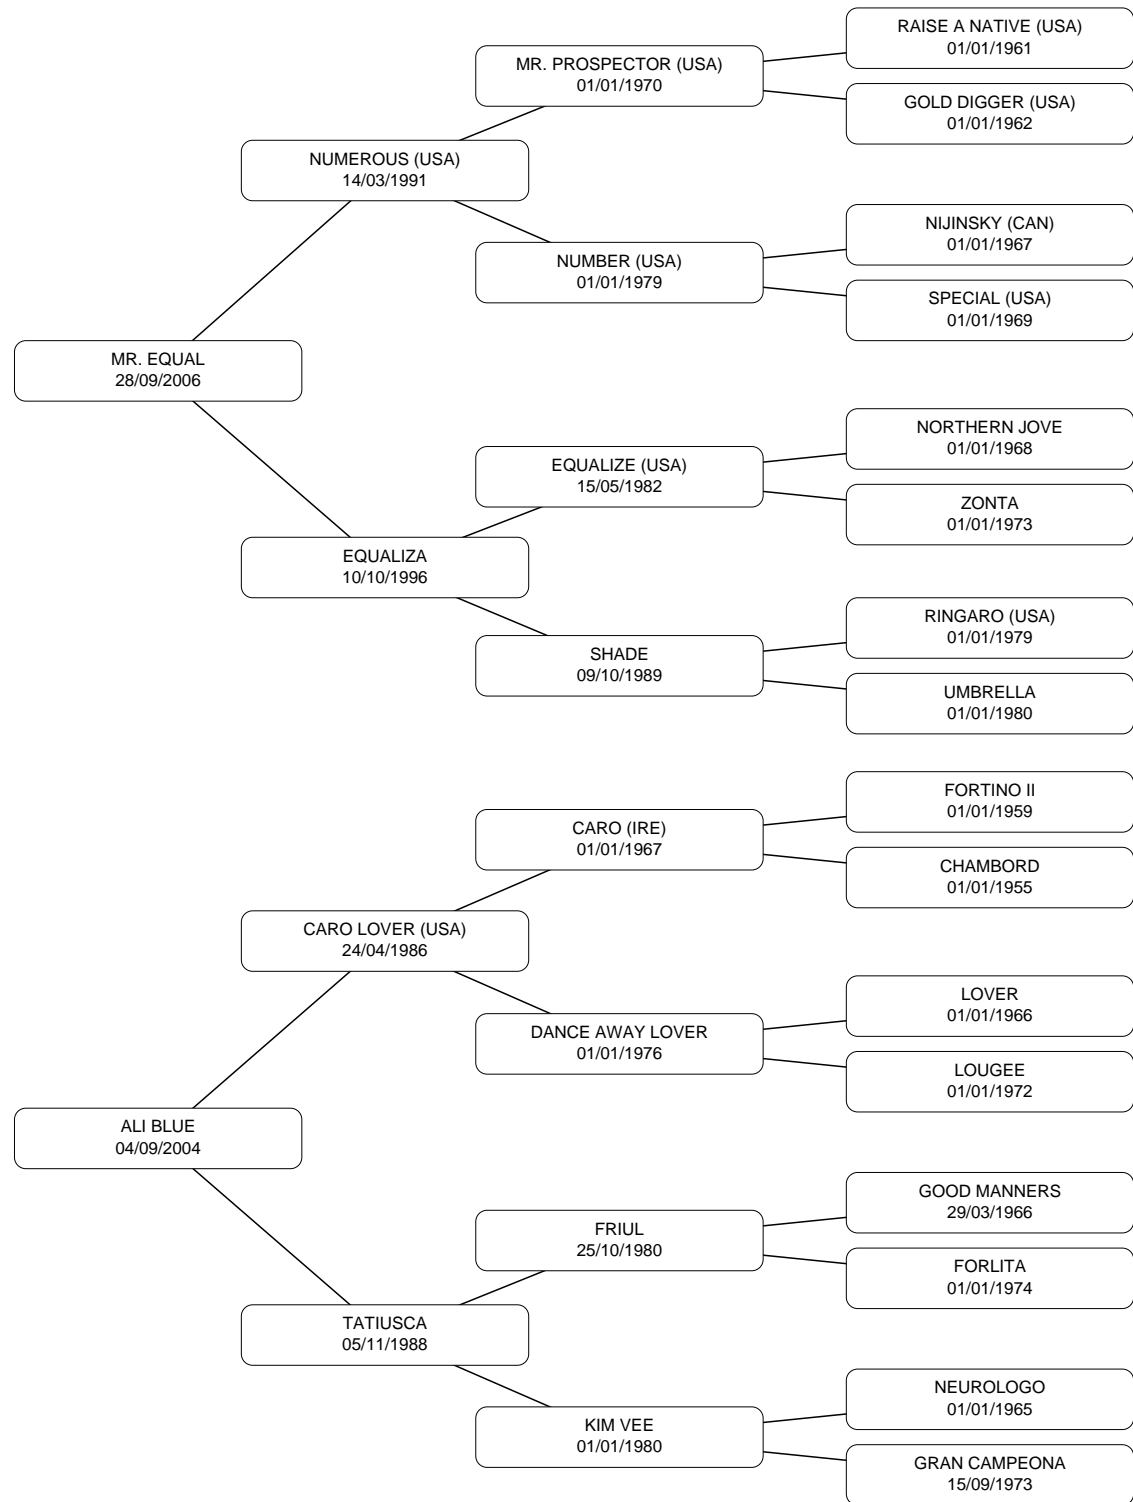 RAISE A NATIVE (USA)
01/01/1961
MR. PROSPECTOR (USA)
01/01/1970
GOLD DIGGER (USA)
01/01/1962
NUMEROUS (USA)
14/03/1991
NIJINSKY (CAN)
01/01/1967
NUMBER (USA)
01/01/1979
SPECIAL (USA)
01/01/1969
MR. EQUAL
28/09/2006
NORTHERN JOVE
01/01/1968
EQUALIZE (USA)
15/05/1982
ZONTA
01/01/1973
EQUALIZA
10/10/1996
RINGARO (USA)
01/01/1979
SHADE
09/10/1989
UMBRELLA
01/01/1980
FORTINO II
01/01/1959
CARO (IRE)
01/01/1967
CHAMBORD
01/01/1955
CARO LOVER (USA)
24/04/1986
LOVER
01/01/1966
DANCE AWAY LOVER
01/01/1976
LOUGEE
01/01/1972
ALI BLUE
04/09/2004
GOOD MANNERS
29/03/1966
FRIUL
25/10/1980
FORLITA
01/01/1974
TATIUSCA
05/11/1988
NEUROLOGO
01/01/1965
KIM VEE
01/01/1980
GRAN CAMPEONA
15/09/1973